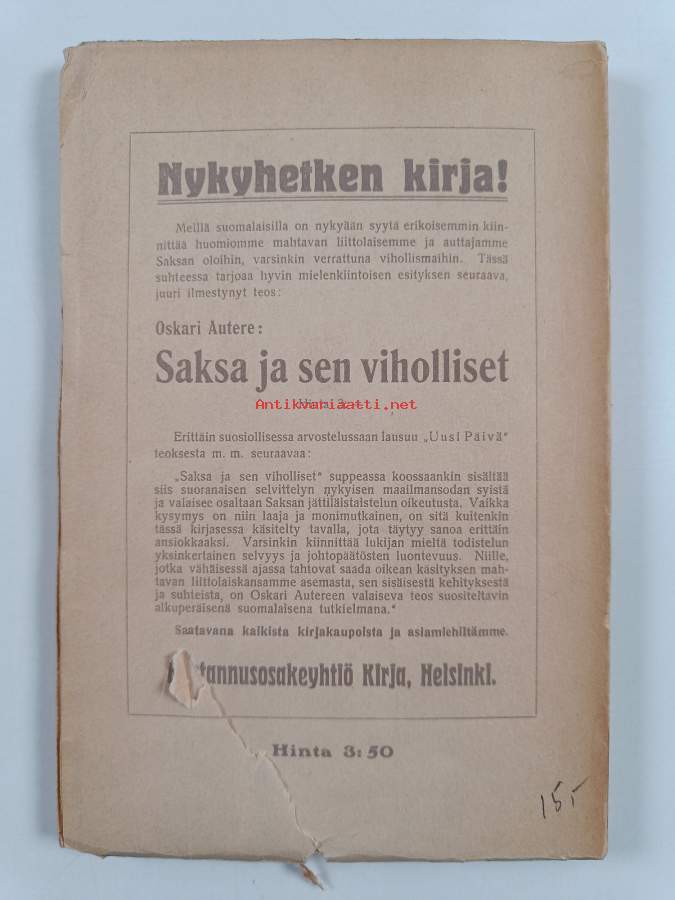 Nykyhetken kirja!
Meillä suomalaisilla on nykyään syytä erikoisemmin kiin-
nittää huomiomme mahtavan liittolaisemme ja auttajamme
Saksan oloihin, varsinkin verrattuna vihollismaihin. Tässä
suhteessa tarjoaa hyvin mielenkiintoisen esityksen seuraava,
juuri ilmestynyt teos:
Oskari Autere:
Saksa ja sen viholliset
Hinta
Antikvariaatit.net
Erittäin suosiollisessa arvostelussaan lausuu „Uusi Päivä"
teoksesta m. m. seuraavaa:
„Saksa ja sen viholliset" suppeassa koossaankin sisältää
siis suoranaisen selvittelyn nykyisen maailmansodan syistä
ja valaisee osaltaan Saksan jättiläistaistelun oikeutusta. Vaikka
kysymys on niin laaja ja monimutkainen, on sitä kuitenkin
tässä kirjasessa käsitelty tavalla, jota täytyy sanoa erittäin
ansiokkaaksi. Varsinkin kiinnittää lukijan mieltä todistelun
yksinkertainen selvyys ja johtopäätösten luontevuus. Niille,
jotka vähäisessä ajassa tahtovat saada oikean käsityksen mah-
tavan liittolaiskansamme asemasta, sen sisäisestä kehityksestä
ja suhteista, on Oskari Autereen valaiseva teos suositeltavin
alkuperäisenä suomalaisena tutkielmana."
Saatavana kaikista kirjakaupoista ja asiamiehiltämme.
tannusosakeyhtiö Kirja, Helsinki.
Hinta 3:50
15,-